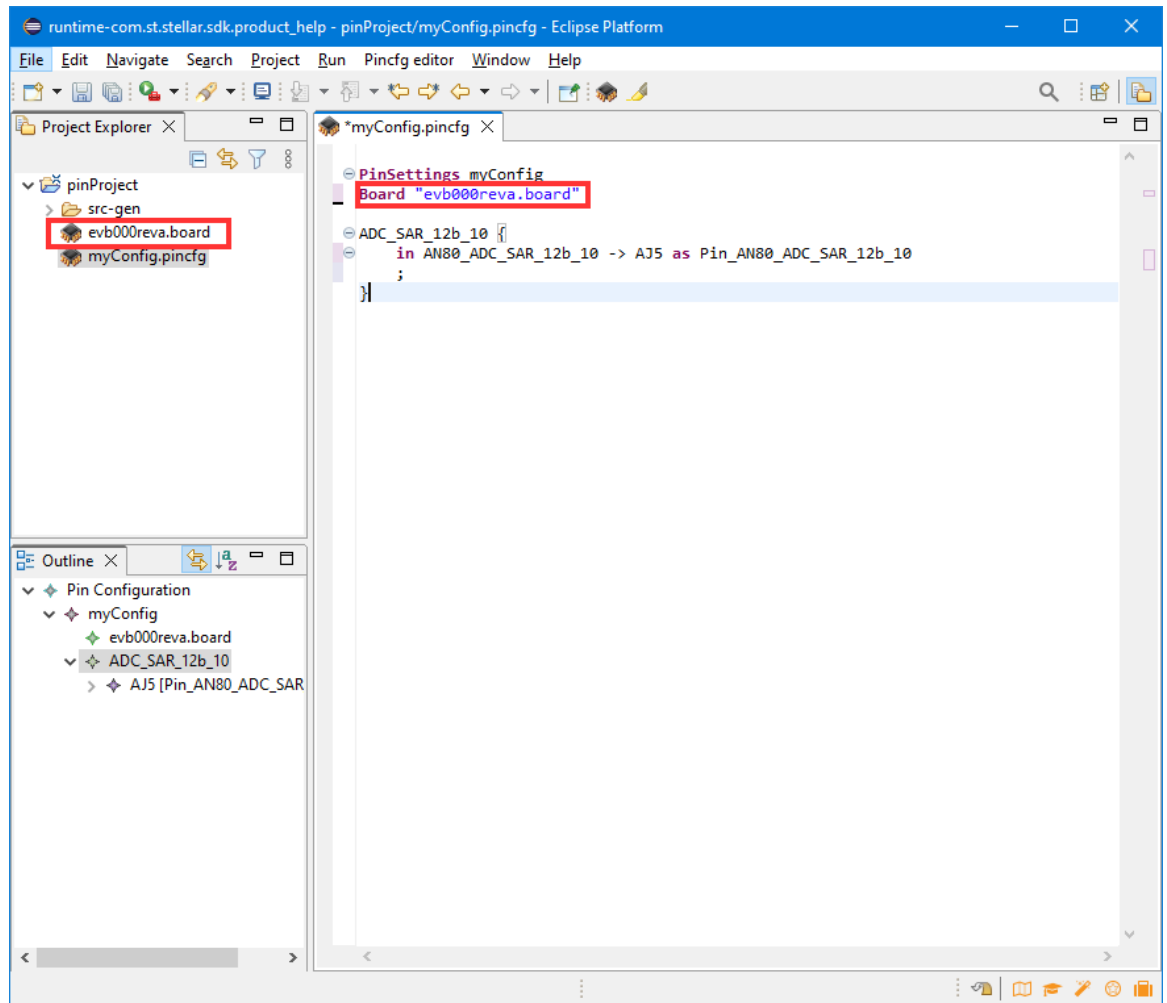 runtime-com.st.stellar.sdk.product_help - pinProject/myConfig.pincfg - Eclipse Platform
File Edit Navigate Search Project Run Pincfg editor Window Help
Project Explorer
pinProject
src-gen
evb000reva.board
myConfig.pincfg
*myConfig.pincfg
PinSettings myConfig
Board "evb000reva.board"
ADC_SAR_12b_10 {
in AN80_ADC_SAR_12b_10 -> AJ5 as Pin_AN80_ADC_SAR_12b_10
;
}
Outline
Pin Configuration
myConfig
evb000reva.board
ADC_SAR_12b_10
AJ5 [Pin_AN80_ADC_SAR